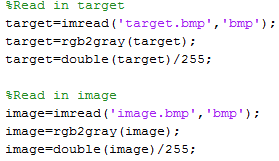 %Read in target
target=imread('target.bmp','bmp');
target=rgb2gray(target);
target=double(target)/255;
%Read in image
image=imread('image.bmp','bmp');
image=rgb2gray(image);
image=double(image)/255;